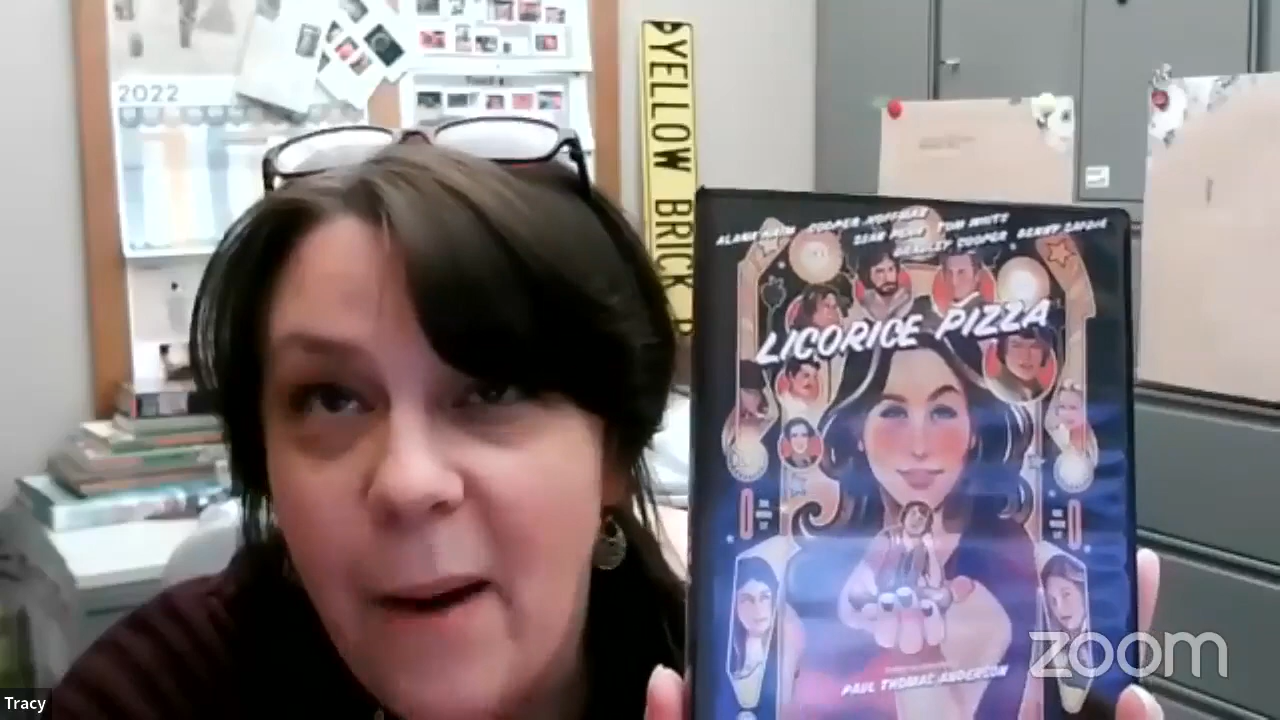 2022
YELLOW BRICK
ALANA HAIM COOPER HOFFMAN
SEAN PENN TOM WAITS
BRADLEY COOPER BENNY SAFDIE
LICORICE PIZZA
PAUL THOMAS ANDERSON
zoom
Tracy